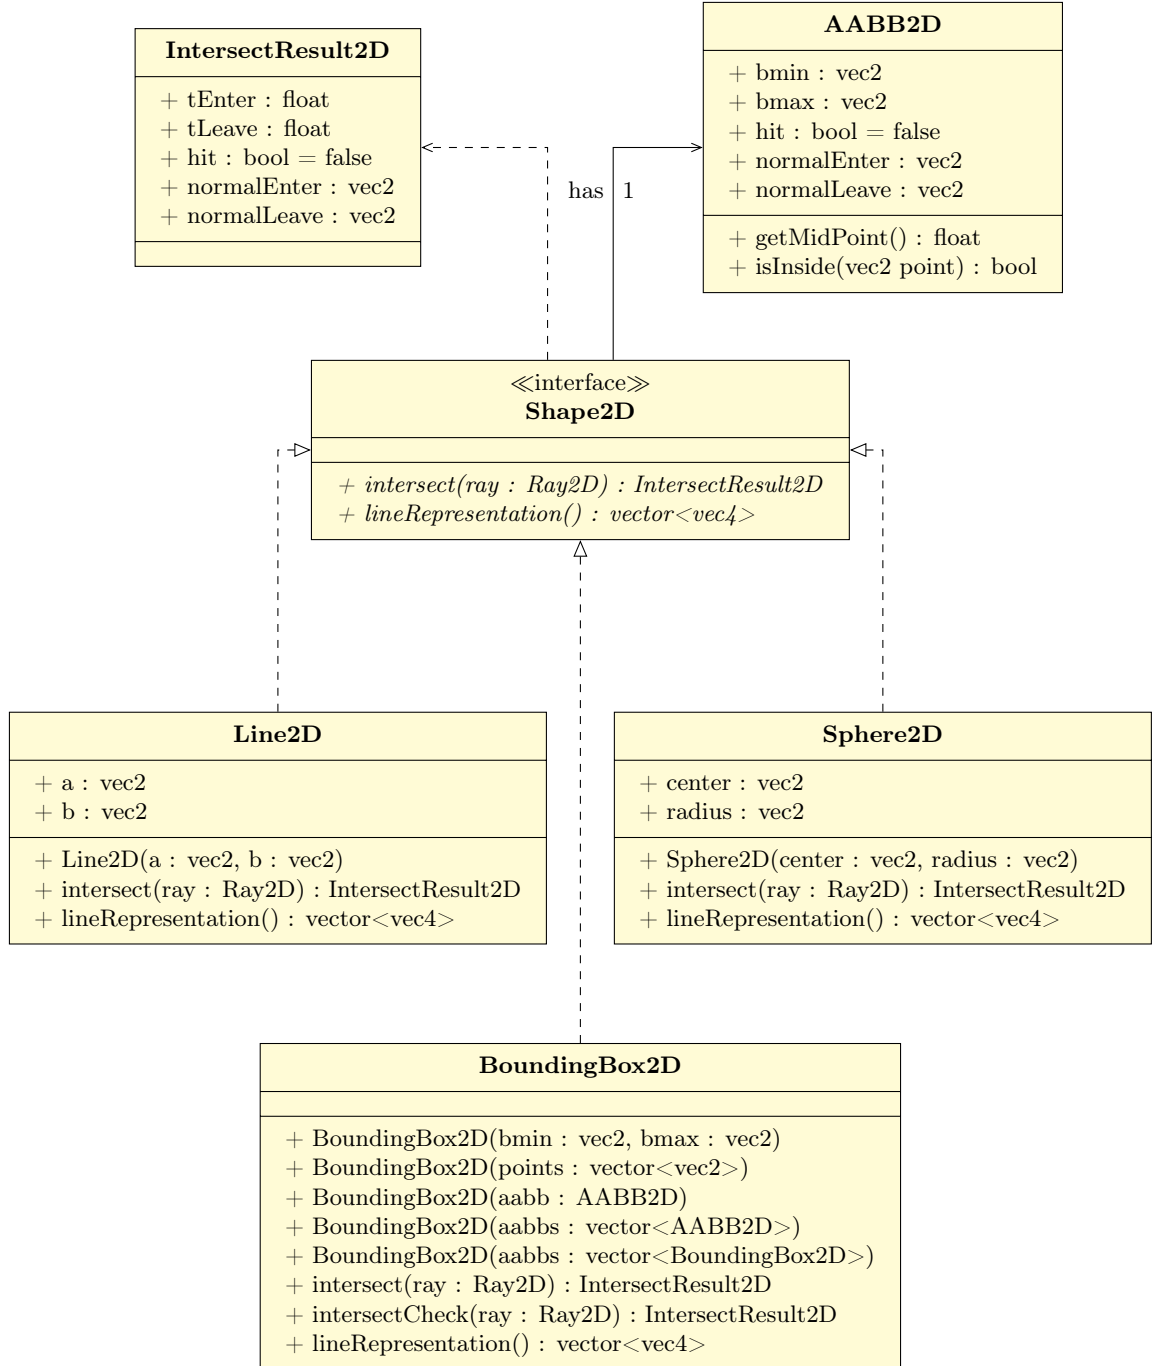 IntersectResult2D
+ tEnter : float
+ tLeave : float
+ hit : bool = false
+ normalEnter : vec2
+ normalLeave : vec2
AABB2D
+ bmin : vec2
+ bmax : vec2
+ hit : bool = false
+ normalEnter : vec2
+ normalLeave : vec2
+ getMidPoint() : float
+ isInside(vec2 point) : bool
has 1
≪interface≫
Shape2D
+ intersect(ray : Ray2D) : IntersectResult2D
+ lineRepresentation() : vector<vec4>
Line2D
+ a : vec2
+ b : vec2
+ Line2D(a : vec2, b : vec2)
+ intersect(ray : Ray2D) : IntersectResult2D
+ lineRepresentation() : vector<vec4>
Sphere2D
+ center : vec2
+ radius : vec2
+ Sphere2D(center : vec2, radius : vec2)
+ intersect(ray : Ray2D) : IntersectResult2D
+ lineRepresentation() : vector<vec4>
BoundingBox2D
+ BoundingBox2D(bmin : vec2, bmax : vec2)
+ BoundingBox2D(points : vector<vec2>)
+ BoundingBox2D(aabb : AABB2D)
+ BoundingBox2D(aabbs : vector<AABB2D>)
+ BoundingBox2D(aabbs : vector<BoundingBox2D>)
+ intersect(ray : Ray2D) : IntersectResult2D
+ intersectCheck(ray : Ray2D) : IntersectResult2D
+ lineRepresentation() : vector<vec4>